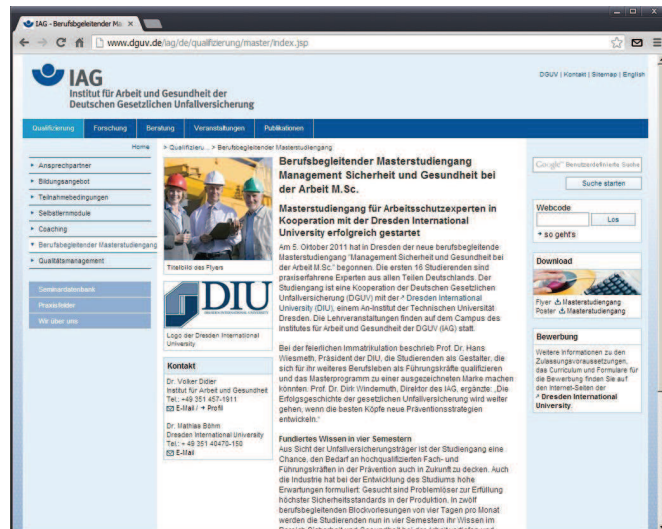 IAG - Berufsbegleitender Ma
www.dguv.de/iag/de/qualifizierung/master/index.jsp
IAG
Institut für Arbeit und Gesundheit der
Deutschen Gesetzlichen Unfallversicherung
DGUV | Kontakt | Sitemap | English
Qualifizierung Forschung Beratung Veranstaltungen Publikationen
Home
> Qualifizieru... > Berufsbegleitender Masterstudiengang
Ansprechpartner
Bildungsangebot
Teilnahmebedingungen
Selbstlernmodule
Coaching
Berufsbegleitender Masterstudiengang
Qualitätsmanagement
Seminardatenbank
Praxisfelder
Wir über uns
Titelfolie des Flyers
DIU
DRESDEN INTERNATIONAL UNIVERSITY
Logo der Dresden International
University
Kontakt
Dr. Volker Didier
Institut für Arbeit und Gesundheit
Tel.: +49 351 457-1911
E-Mail / → Profil
Dr. Mathias Böhm
Dresden International University
Tel.: + 49 351 40470-150
E-Mail
Berufsbegleitender Masterstudiengang
Management Sicherheit und Gesundheit bei
der Arbeit M.Sc.
Masterstudiengang für Arbeitsschutzexperten in
Kooperation mit der Dresden International
University erfolgreich gestartet
Am 5. Oktober 2011 hat in Dresden der neue berufsbegleitende
Masterstudiengang "Management Sicherheit und Gesundheit bei
der Arbeit M.Sc." begonnen. Die ersten 16 Studierenden sind
praxiserfahrene Experten aus allen Teilen Deutschlands. Der
Studiengang ist eine Kooperation der Deutschen Gesetzlichen
Unfallversicherung (DGUV) mit der Dresden International
University (DIU), einem An-Institut der Technischen Universität
Dresden. Die Lehrveranstaltungen finden auf dem Campus des
Institutes für Arbeit und Gesundheit der DGUV (IAG) statt.
Bei der feierlichen Immatrikulation beschrieb Prof. Dr. Hans
Wiesmeth, Präsident der DIU, die Studierenden als Gestalter, die
sich für ihr weiteres Berufsleben als Führungskräfte qualifizieren
und das Masterprogramm zu einer ausgezeichneten Marke machen
könnten. Prof. Dr. Dirk Windemuth, Direktor des IAG, ergänzte: „Die
Erfolgsgeschichte der gesetzlichen Unfallversicherung wird weiter
gehen, wenn die besten Köpfe neue Präventionsstrategien
entwickeln."
Fundiertes Wissen in vier Semestern
Aus Sicht der Unfallversicherungsträger ist der Studiengang eine
Chance, den Bedarf an hochqualifizierten Fach- und
Führungskräften in der Prävention auch in Zukunft zu decken. Auch
die Industrie hat bei der Entwicklung des Studiums hohe
Erwartungen formuliert: Gesucht sind Problemlöser zur Erfüllung
höchster Sicherheitsstandards in der Produktion. In zwölf
berufsbegleitenden Blockvorlesungen von vier Tagen pro Monat
werden die Studierenden nun in vier Semestern ihr Wissen im
Google™ Benutzerdefinierte Suche
Suche starten
Webcode
Los
→ so geht's
Download
Flyer Masterstudiengang
Poster Masterstudiengang
Bewerbung
Weitere Informationen zu den
Zulassungsvoraussetzungen,
das Curriculum und Formulare für
die Bewerbung finden Sie auf
den Internet-Seiten der
Dresden International
University.